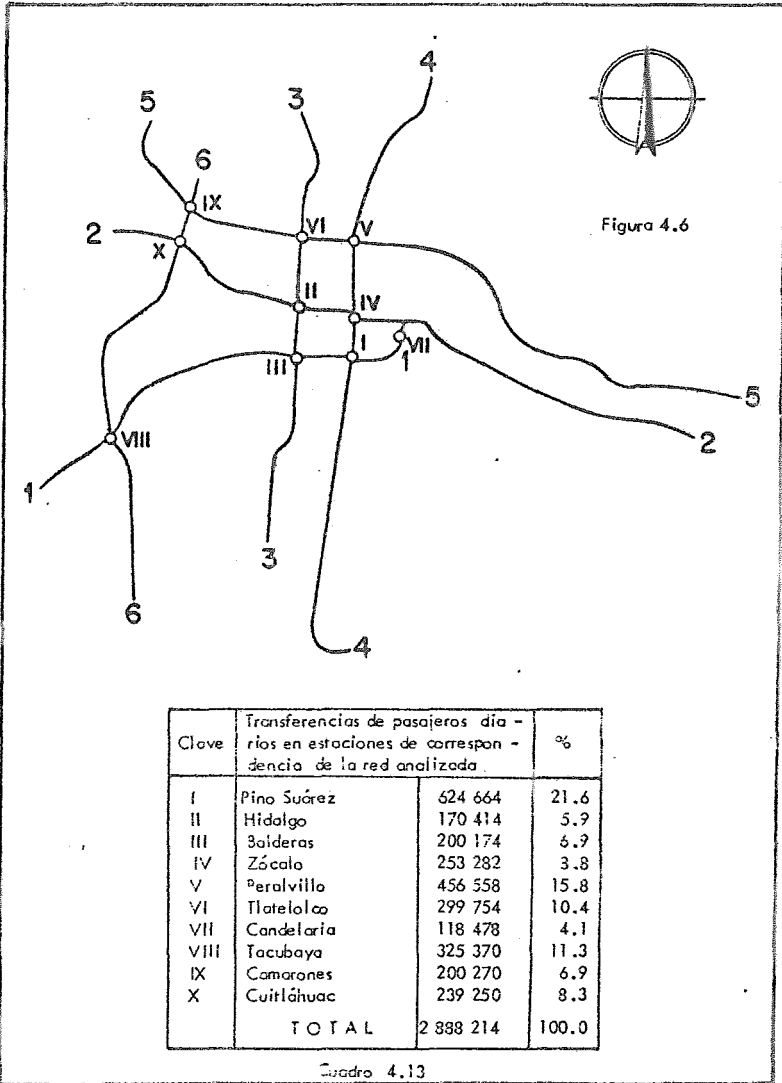 4
3
5
6
IX
2
X
VI
V
Figura 4.6
II
IV
VII
I
1
III
5
2
VIII
1
3
6
4
Clave Transferencias de pasajeros dia - %
rios en estaciones de correspon -
dencia de la red analizada
I Pino Suárez 624 664 21.6
II Hidalgo 170 414 5.9
III Balderas 200 174 6.9
IV Zócalo 253 282 3.8
V Peralvillo 456 558 15.8
VI Tlatelolco 299 754 10.4
VII Candelaria 118 478 4.1
VIII Tacubaya 325 370 11.3
IX Camarones 200 270 6.9
X Cuitláhuac 239 250 8.3
TOTAL 2 888 214 100.0
Cuadro 4.13